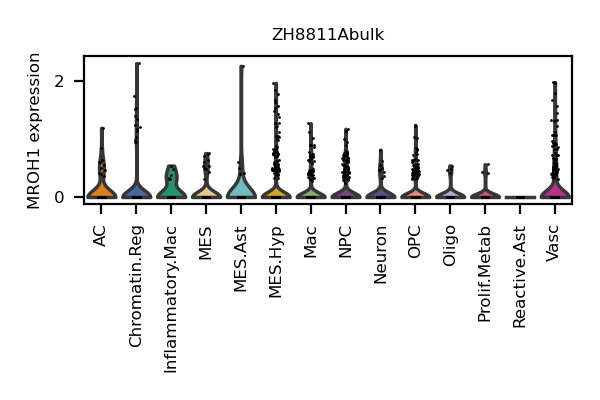 ZH8811Abulk
MROH1 expression
2
0
AC
Chromatin.Reg
Inflammatory.Mac
MES
MES.Ast
MES.Hyp
Mac
NPC
Neuron
OPC
Oligo
Prolif.Metab
Reactive.Ast
Vasc